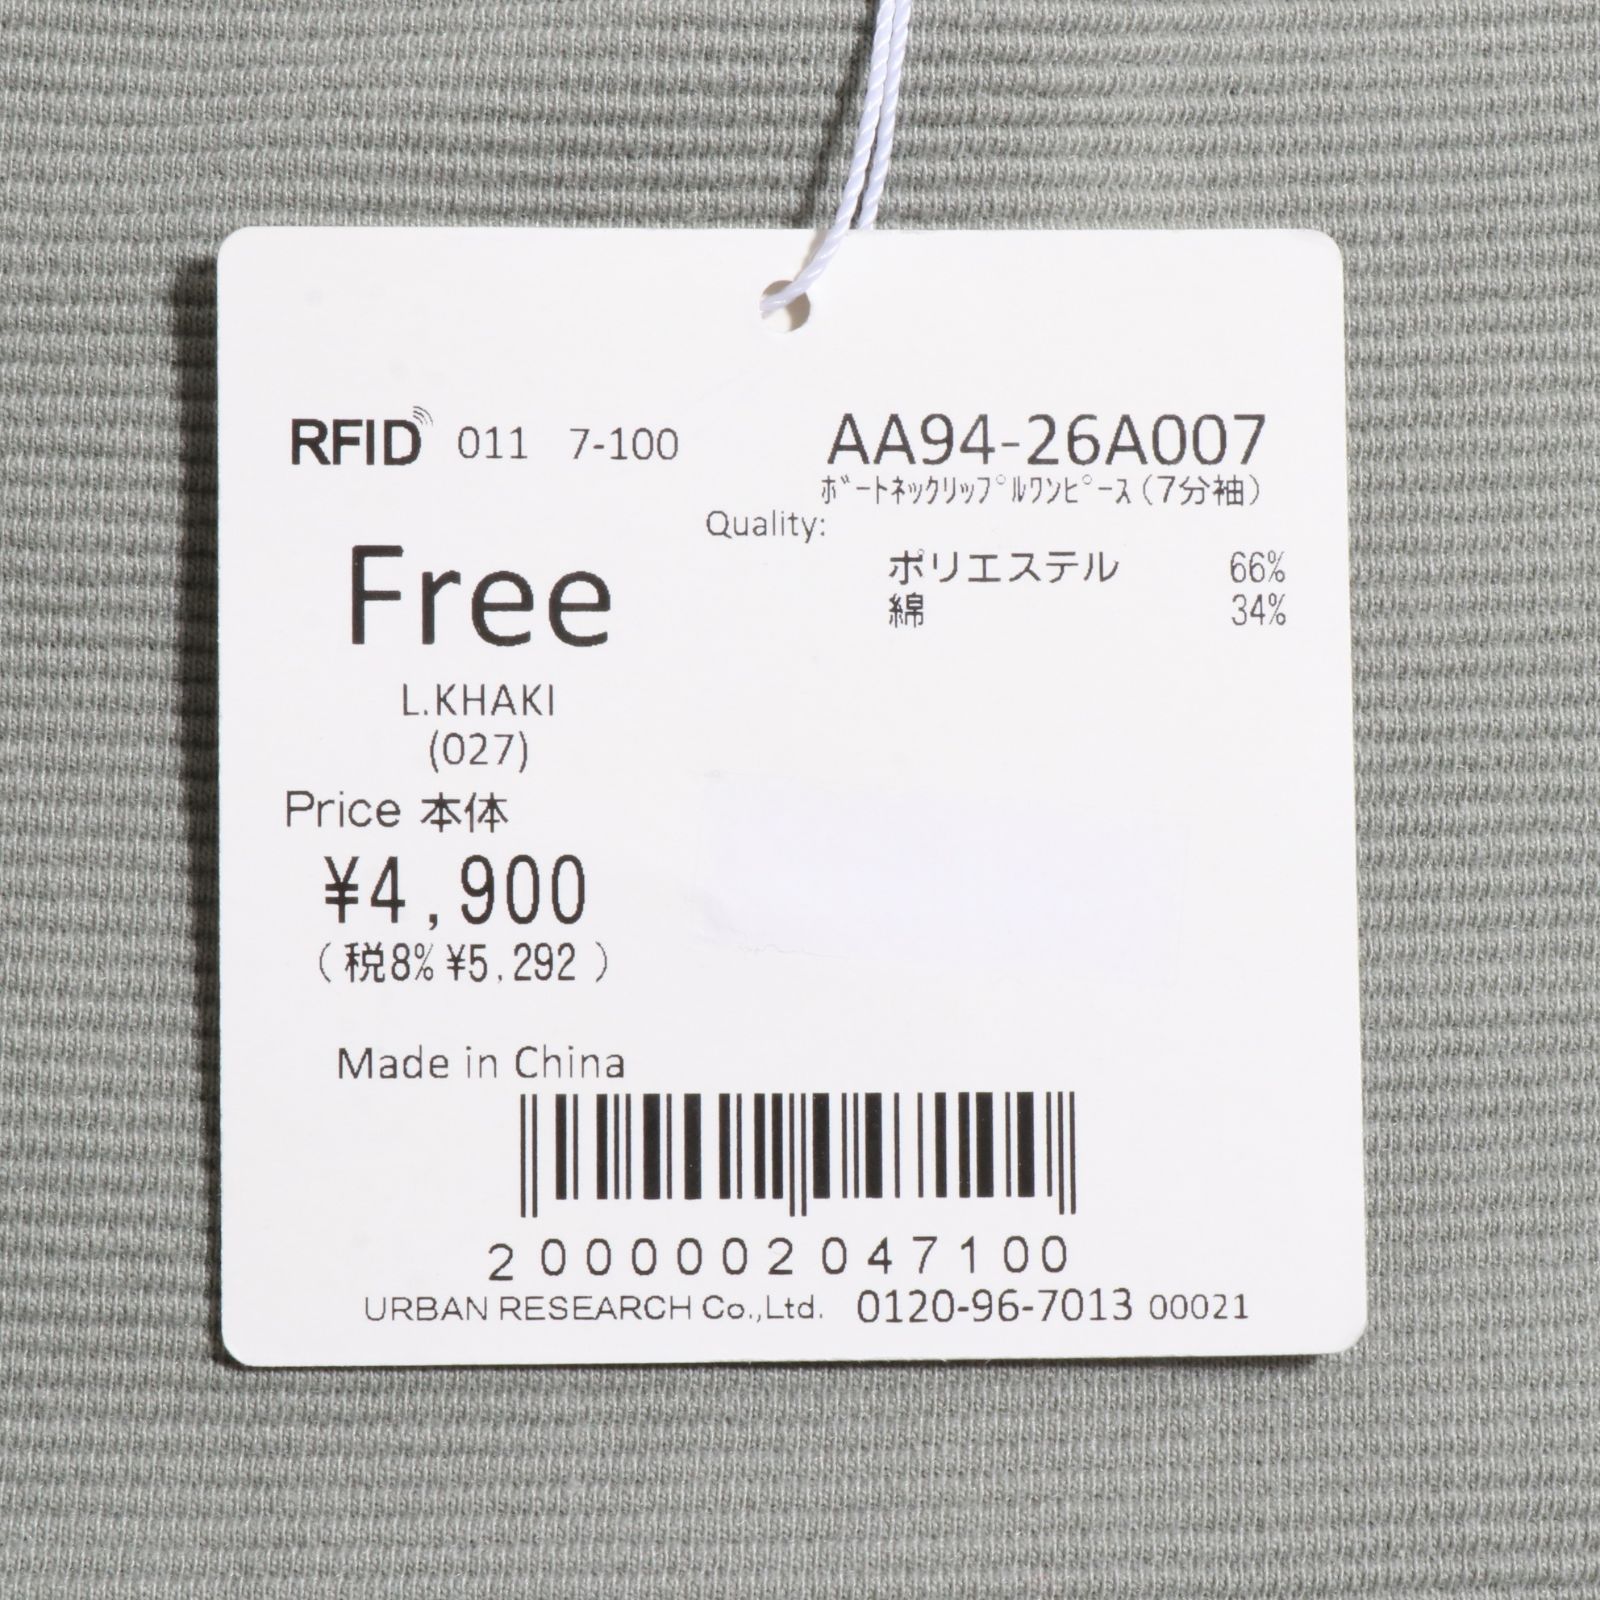 RFID 011 7-100 AA94-26A007
ﾎﾞｰﾄﾈｯｸﾘｯﾌﾟﾙﾜﾝﾋﾟｰｽ（7分袖）
Quality:
ポリエステル 66%
綿 34%
Free
L.KHAKI
(027)
Price 本体
¥4,900
（税8% ¥5,292）
Made in China
2000002047100
URBAN RESEARCH Co.,Ltd. 0120-96-7013 00021